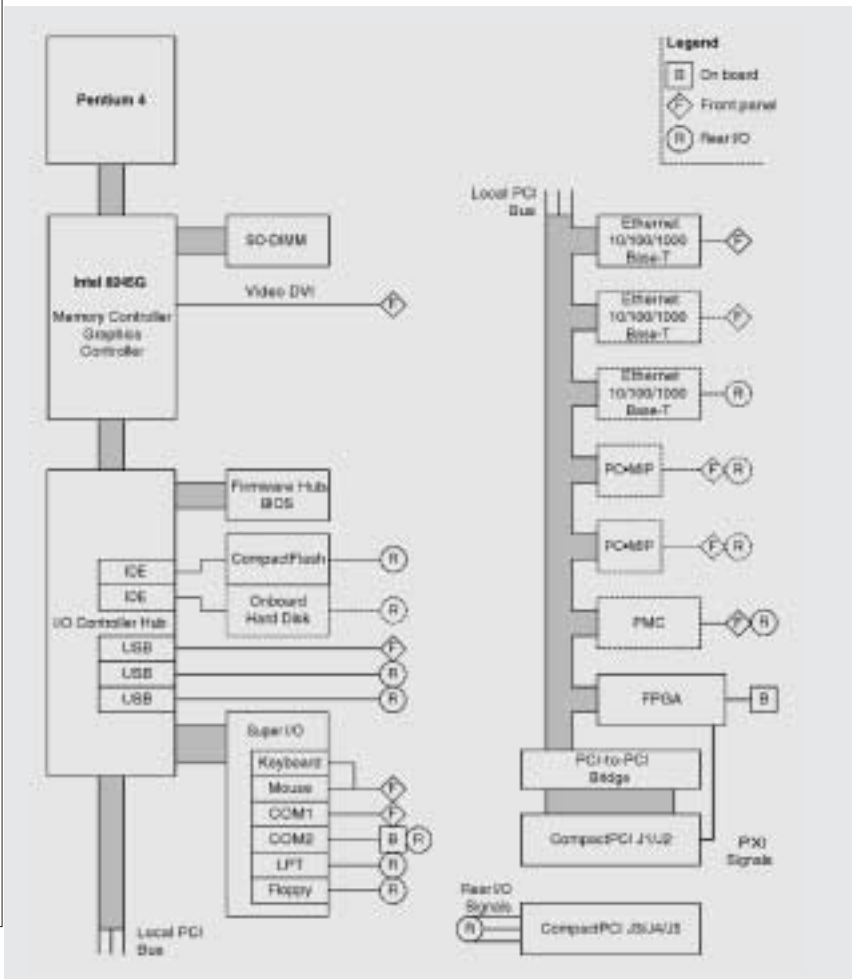 Pentium 4
Intel 8245G
Memory Controller
Graphics
Controller
SO-DIMM
Video DVI
F
Firmware Hub
BIOS
I/O Controller Hub
IDE
CompactFlash
R
IDE
Onboard
Hard Disk
R
USB
F
USB
R
USB
R
Super I/O
Keyboard
Mouse
F
COM1
F
COM2
B
R
LPT
R
Floppy
R
Local PCI
Bus
Legend
B
On board
F
Front panel
R
Rear I/O
Local PCI
Bus
Ethernet
10/100/1000
Base-T
F
Ethernet
10/100/1000
Base-T
F
Ethernet
10/100/1000
Base-T
R
PC•MIP
F
R
PC•MIP
F
R
PMC
F
R
FPGA
B
PCI-to-PCI
Bridge
CompactPCI J1/J2
PXI
Signals
Rear I/O
Signals
R
CompactPCI J3/J4/J5